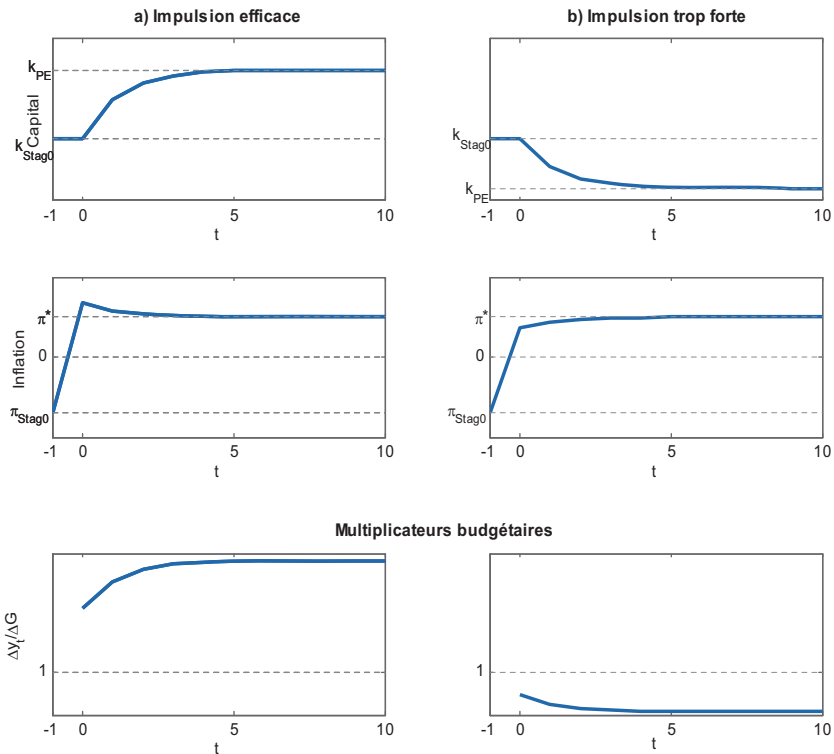 a) Impulsion efficace
b) Impulsion trop forte
k_PE
Capital
k_Stag0
-1 0 5 10
t
k_Stag0
k_PE
-1 0 5 10
t
π*
0
Inflation
π_Stag0
-1 0 5 10
t
π*
0
π_Stag0
-1 0 5 10
t
Multiplicateurs budgétaires
Δy_t/ΔG
1
-1 0 5 10
t
1
-1 0 5 10
t